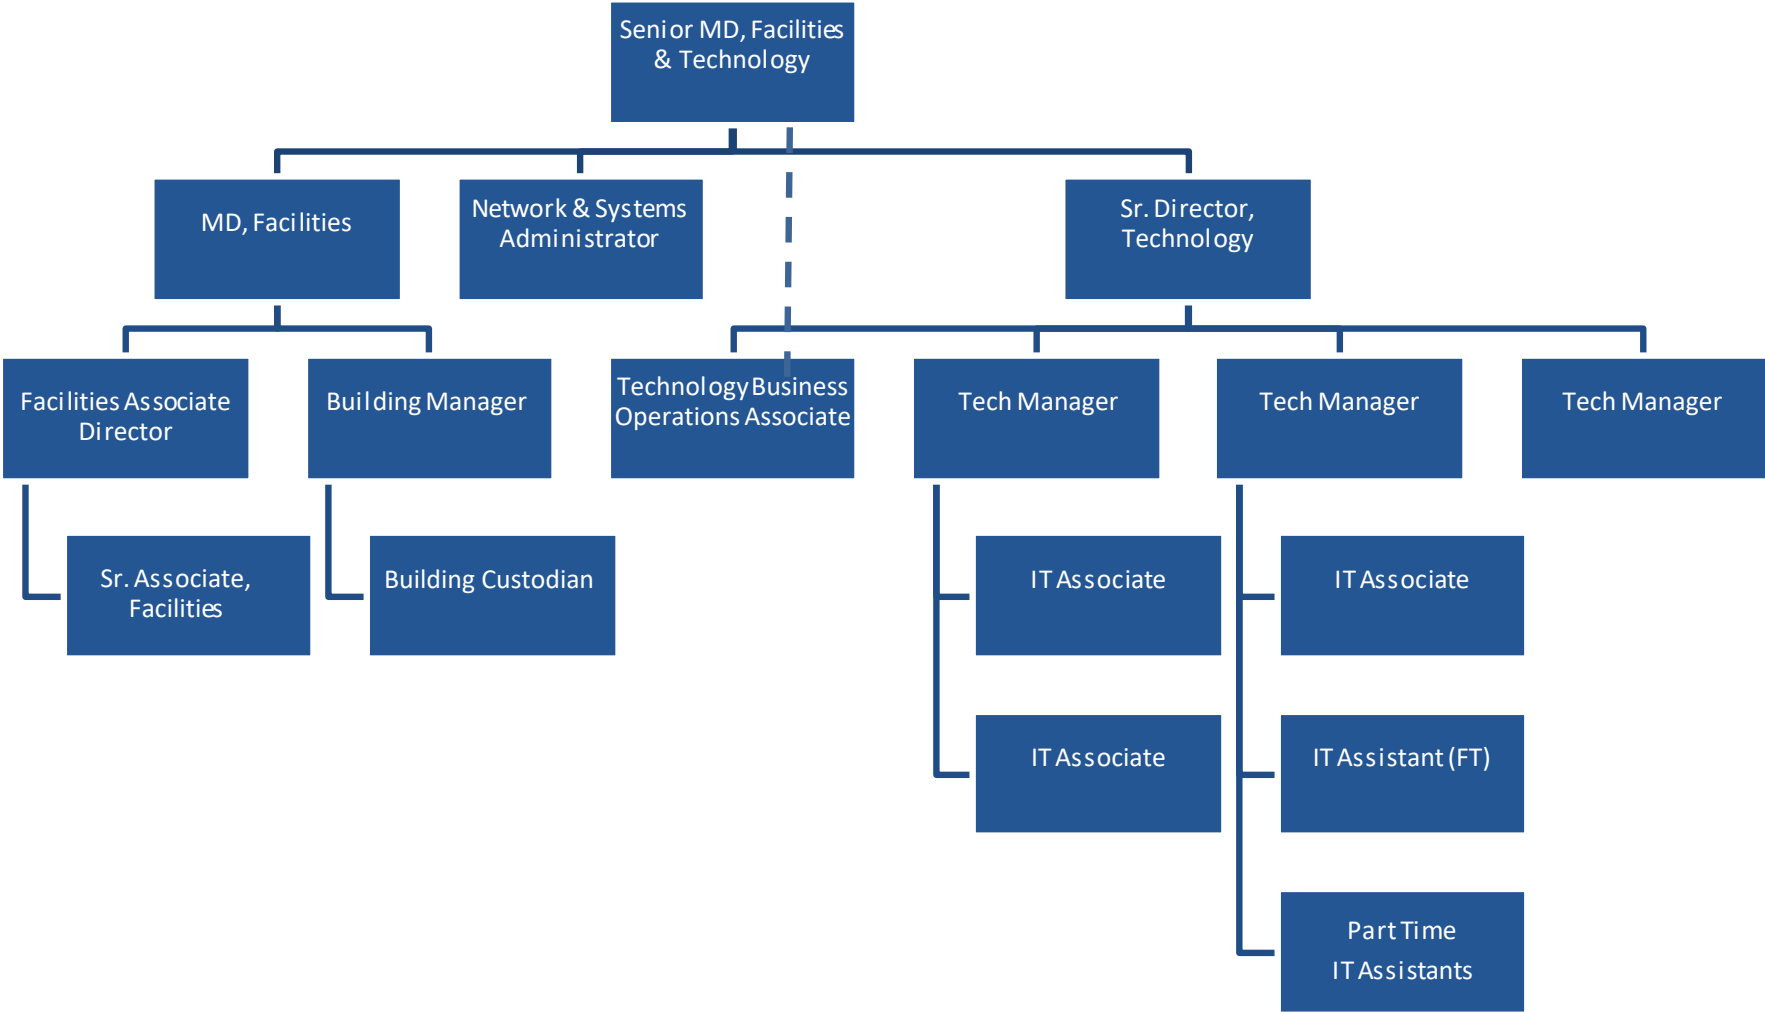 Senior MD, Facilities
& Technology
MD, Facilities
Network & Systems
Administrator
Sr. Director,
Technology
Facilities Associate
Director
Building Manager
Technology Business
Operations Associate
Tech Manager
Tech Manager
Tech Manager
Sr. Associate,
Facilities
Building Custodian
IT Associate
IT Associate
IT Associate
IT Assistant (FT)
Part Time
IT Assistants